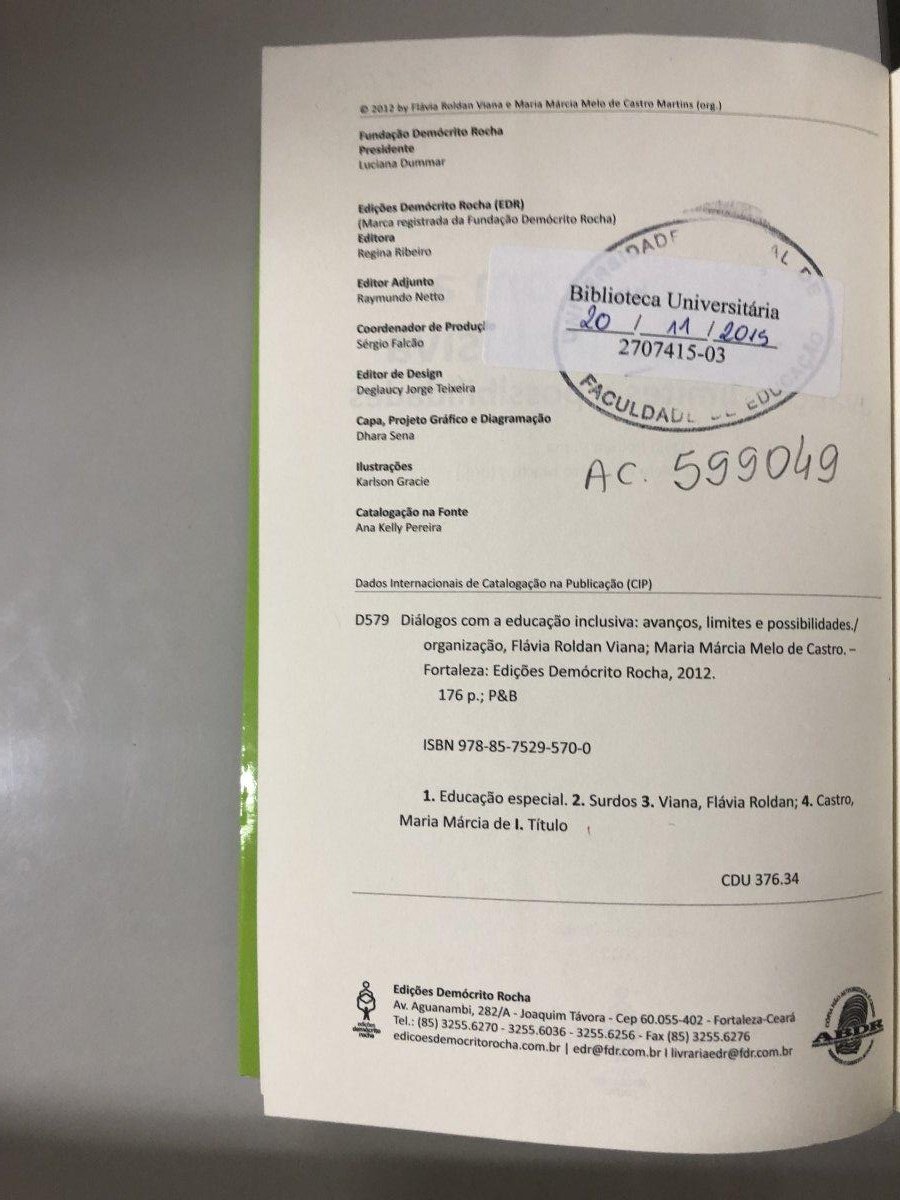 © 2012 by Flávia Roldan Viana e Maria Márcia Melo de Castro Martins (org.)
Fundação Demócrito Rocha
Presidente
Luciana Dummar
Edições Demócrito Rocha (EDR)
(Marca registrada da Fundação Demócrito Rocha)
Editora
Regina Ribeiro
Editor Adjunto
Raymundo Netto
Coordenador de Produç
Sérgio Falcão
Editor de Design
Deglaucy Jorge Teixeira
Capa, Projeto Gráfico e Diagramação
Dhara Sena
Ilustrações
Karlson Gracie
Catalogação na Fonte
Ana Kelly Pereira
Biblioteca Universitária
20 / 11 / 2015
2707415-03
FACULDADE DE EDUCAÇÃO
AC. 599049
Dados Internacionais de Catalogação na Publicação (CIP)
D579 Diálogos com a educação inclusiva: avanços, limites e possibilidades./
organização, Flávia Roldan Viana; Maria Márcia Melo de Castro. –
Fortaleza: Edições Demócrito Rocha, 2012.
176 p.; P&B
ISBN 978-85-7529-570-0
1. Educação especial. 2. Surdos 3. Viana, Flávia Roldan; 4. Castro,
Maria Márcia de I. Título
CDU 376.34
edições
demócrito
rocha
Edições Demócrito Rocha
Av. Aguanambi, 282/A - Joaquim Távora - Cep 60.055-402 - Fortaleza-Ceará
Tel.: (85) 3255.6270 - 3255.6036 - 3255.6256 - Fax (85) 3255.6276
edicoesdemocritorocha.com.br | edr@fdr.com.br I livrariaedr@fdr.com.br
ABDR